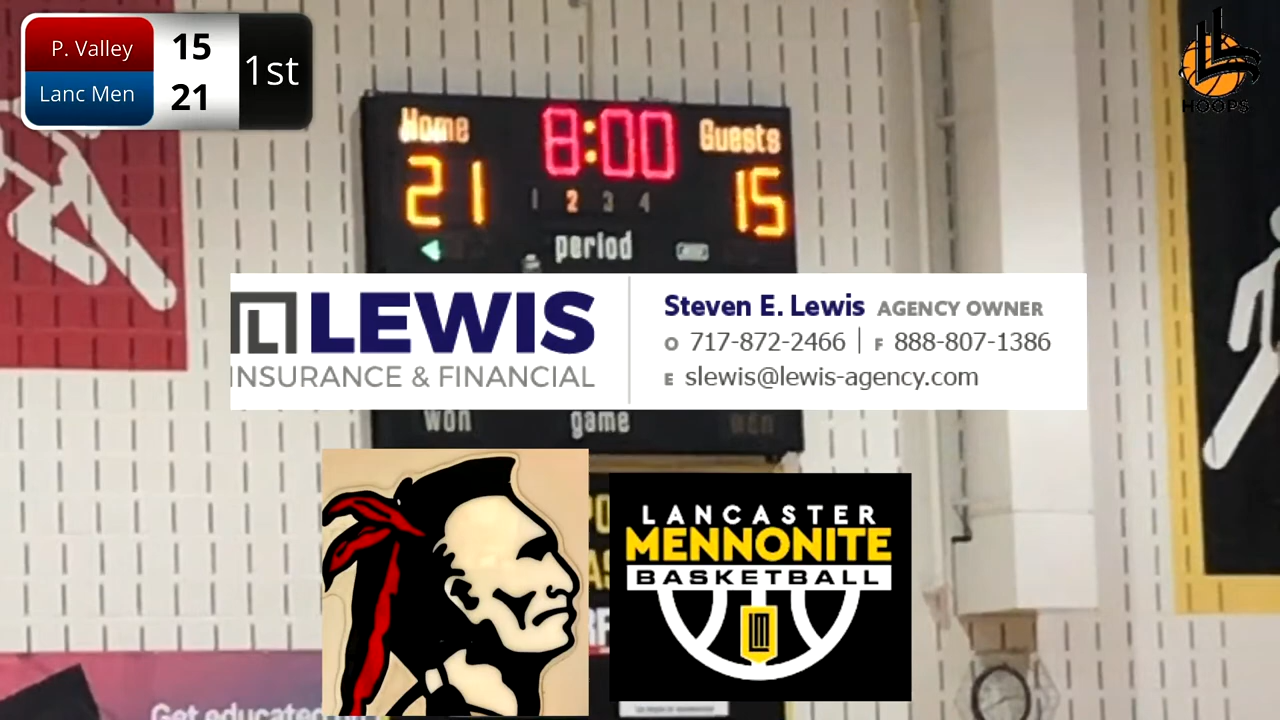 P. Valley 15
Lanc Men 21
1st
HOOPS
Home 8:00 Guests
21 1 2 3 4 15
period
LEWIS
INSURANCE & FINANCIAL
Steven E. Lewis AGENCY OWNER
O 717-872-2466 | F 888-807-1386
E slewis@lewis-agency.com
won game won
LANCASTER
MENNONITE
BASKETBALL
LM
Get educated